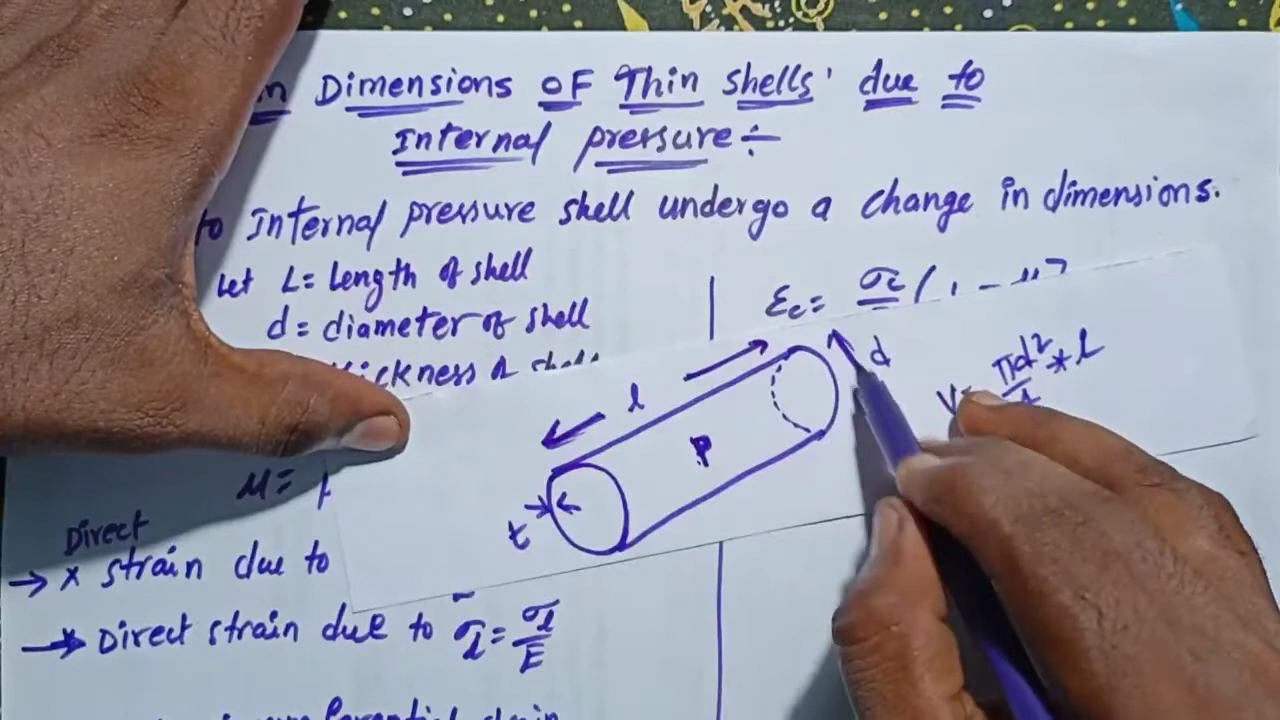 Dimensions OF Thin shells' due to
Internal pressure ÷
to Internal pressure shell undergo a change in dimensions.
Let L = Length of shell
d = diameter of shell
μ =
Direct
→ × strain due to
→ Direct strain due to σl = σl/E
εc = σc
l
d
P
t
V = πd²/4 * l